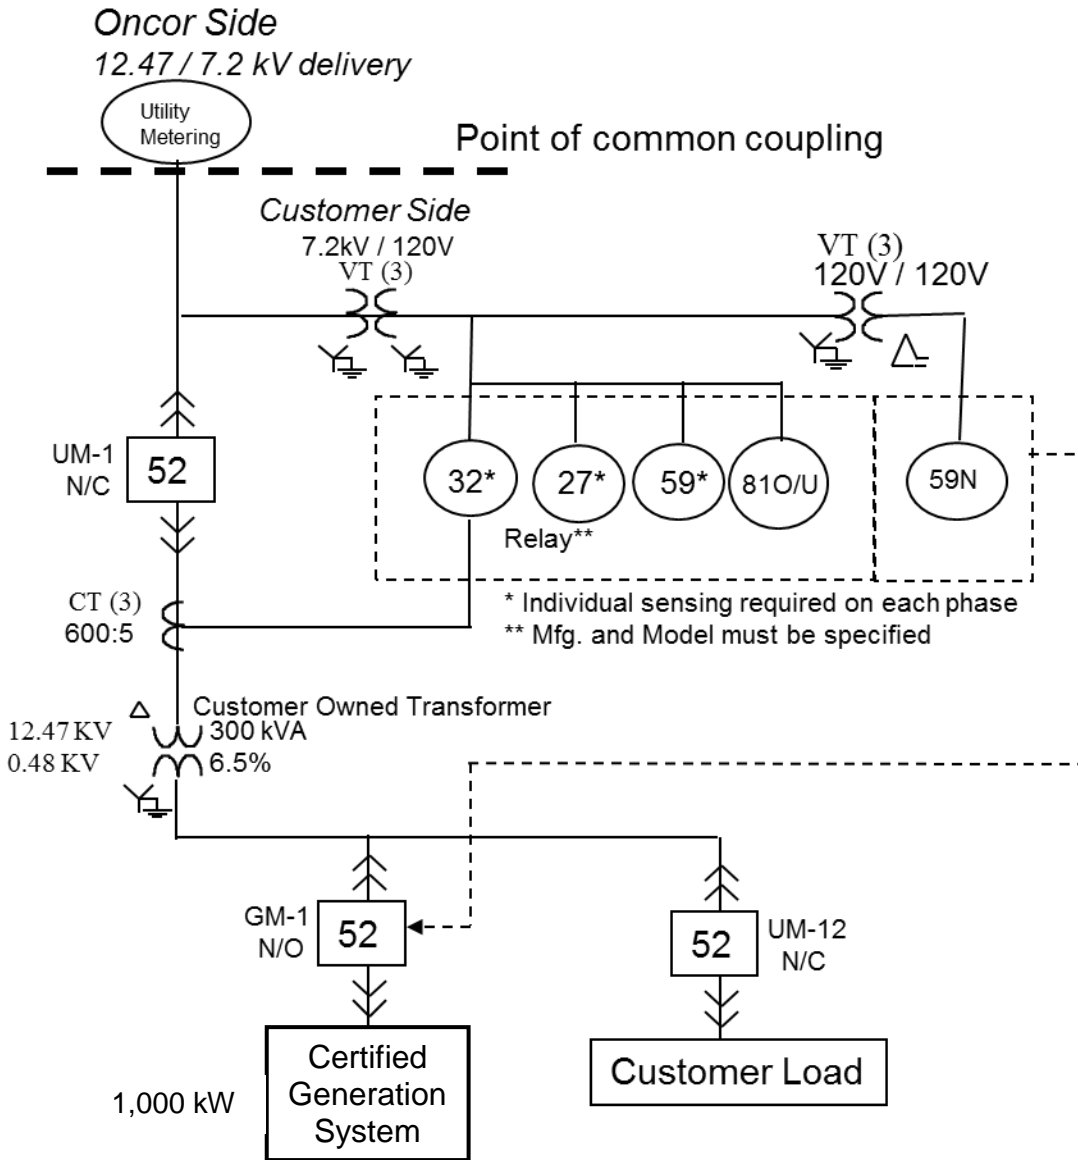 Oncor Side
12.47 / 7.2 kV delivery
Utility
Metering
Point of common coupling
Customer Side
7.2kV / 120V
VT (3)
VT (3)
120V / 120V
UM-1
N/C
52
32*
27*
59*
81O/U
59N
Relay**
CT (3)
600:5
* Individual sensing required on each phase
** Mfg. and Model must be specified
Customer Owned Transformer
12.47 KV
300 kVA
0.48 KV
6.5%
GM-1
N/O
52
52
UM-12
N/C
1,000 kW
Certified
Generation
System
Customer Load